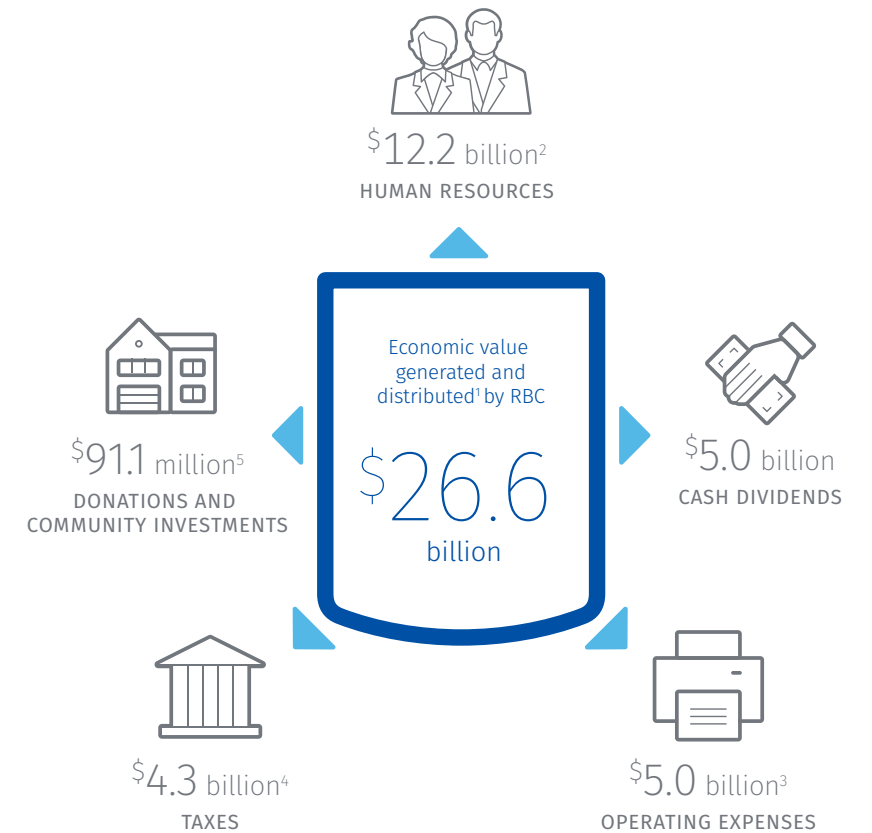 $12.2 billion2
HUMAN RESOURCES
Economic value
generated and
distributed1 by RBC
$26.6
billion
$91.1 million5
DONATIONS AND
COMMUNITY INVESTMENTS
$5.0 billion
CASH DIVIDENDS
$4.3 billion4
TAXES
$5.0 billion3
OPERATING EXPENSES